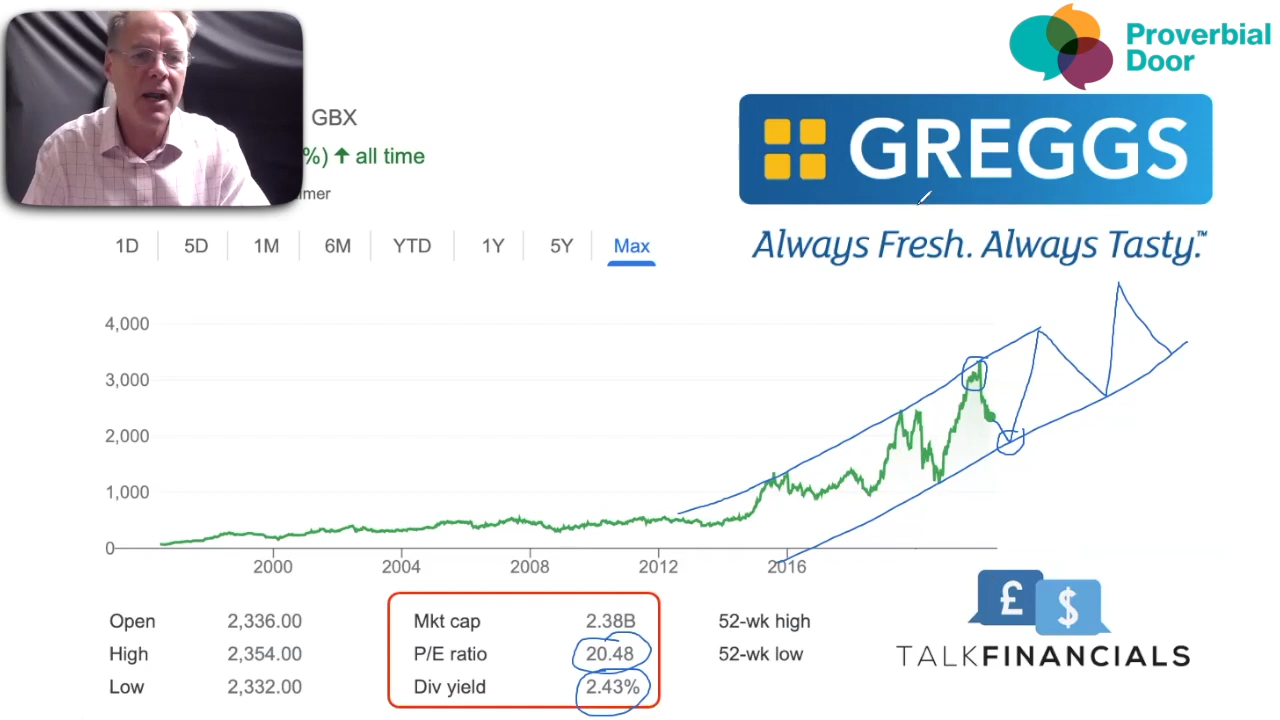 Proverbial
Door
GBX
GREGGS
%) ↑ all time
imer
Always Fresh. Always Tasty.™
1D 5D 1M 6M YTD 1Y 5Y Max
4,000
3,000
2,000
1,000
0
2000 2004 2008 2012 2016
Open 2,336.00 Mkt cap 2.38B 52-wk high
High 2,354.00 P/E ratio 20.48 52-wk low
Low 2,332.00 Div yield 2.43%
£ $
TALKFINANCIALS